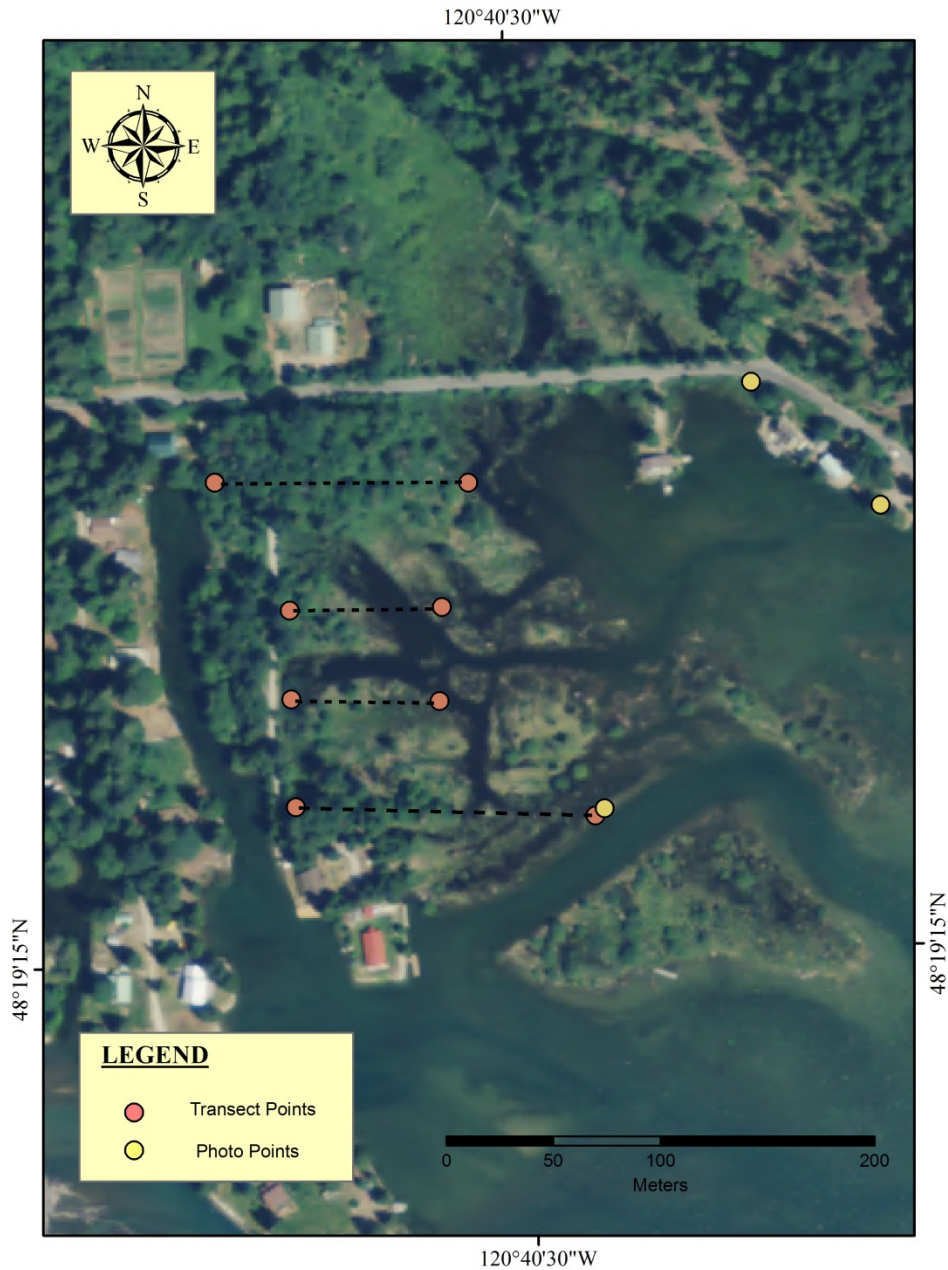 120°40'30"W
N
W E
S
48°19'15"N
48°19'15"N
LEGEND
Transect Points
Photo Points
0 50 100 200
Meters
120°40'30"W